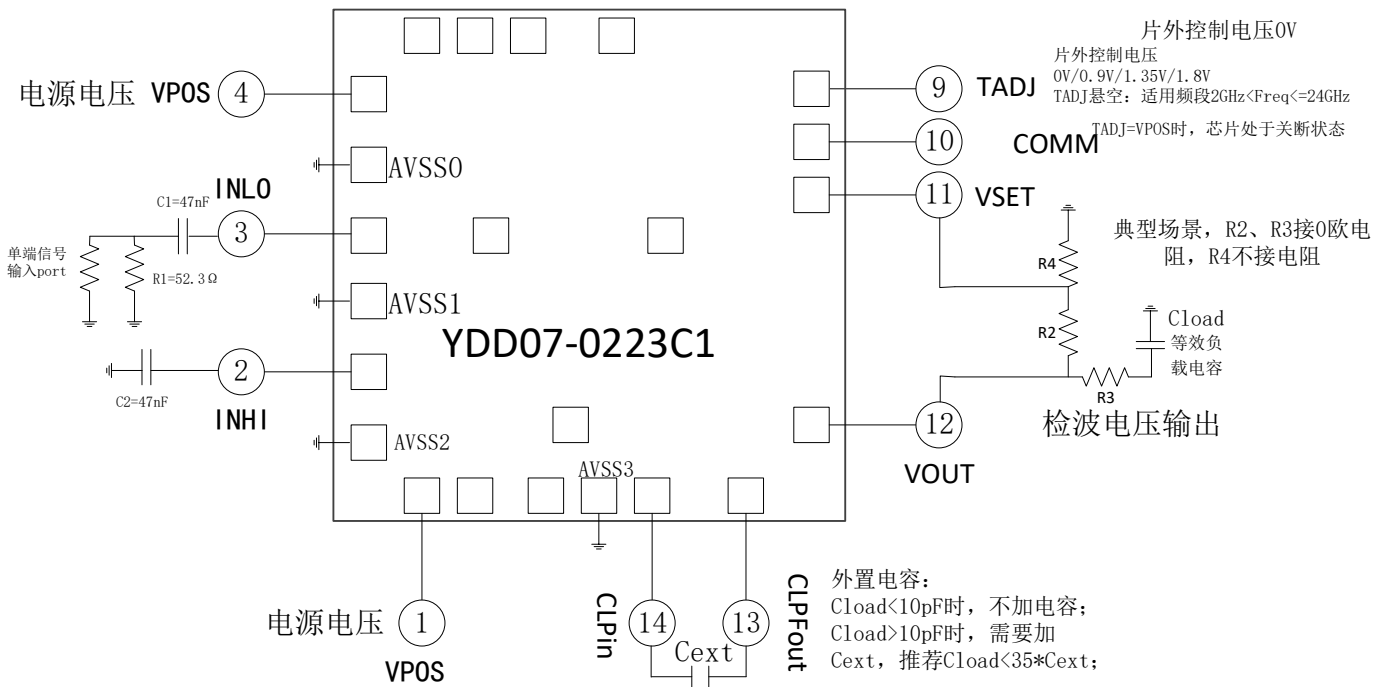 片外控制电压0V
片外控制电压
0V/0.9V/1.35V/1.8V
TADJ悬空：适用频段2GHz<Freq<=24GHz
TADJ=VPOS时，芯片处于关断状态
电源电压 VPOS 4
9 TADJ
10 COMM
AVSS0
INLO
C1=47nF
3
11 VSET
单端信号
输入port
R1=52.3Ω
典型场景，R2、R3接0欧电
阻，R4不接电阻
R4
AVSS1
YDD07-0223C1
R2
Cload
等效负
载电容
2
C2=47nF
INHI
R3
AVSS2
12
检波电压输出
VOUT
AVSS3
电源电压 1
VPOS
CLPin
14
13
CLPFout
Cext
外置电容：
Cload<10pF时，不加电容；
Cload>10pF时，需要加
Cext，推荐Cload<35*Cext；